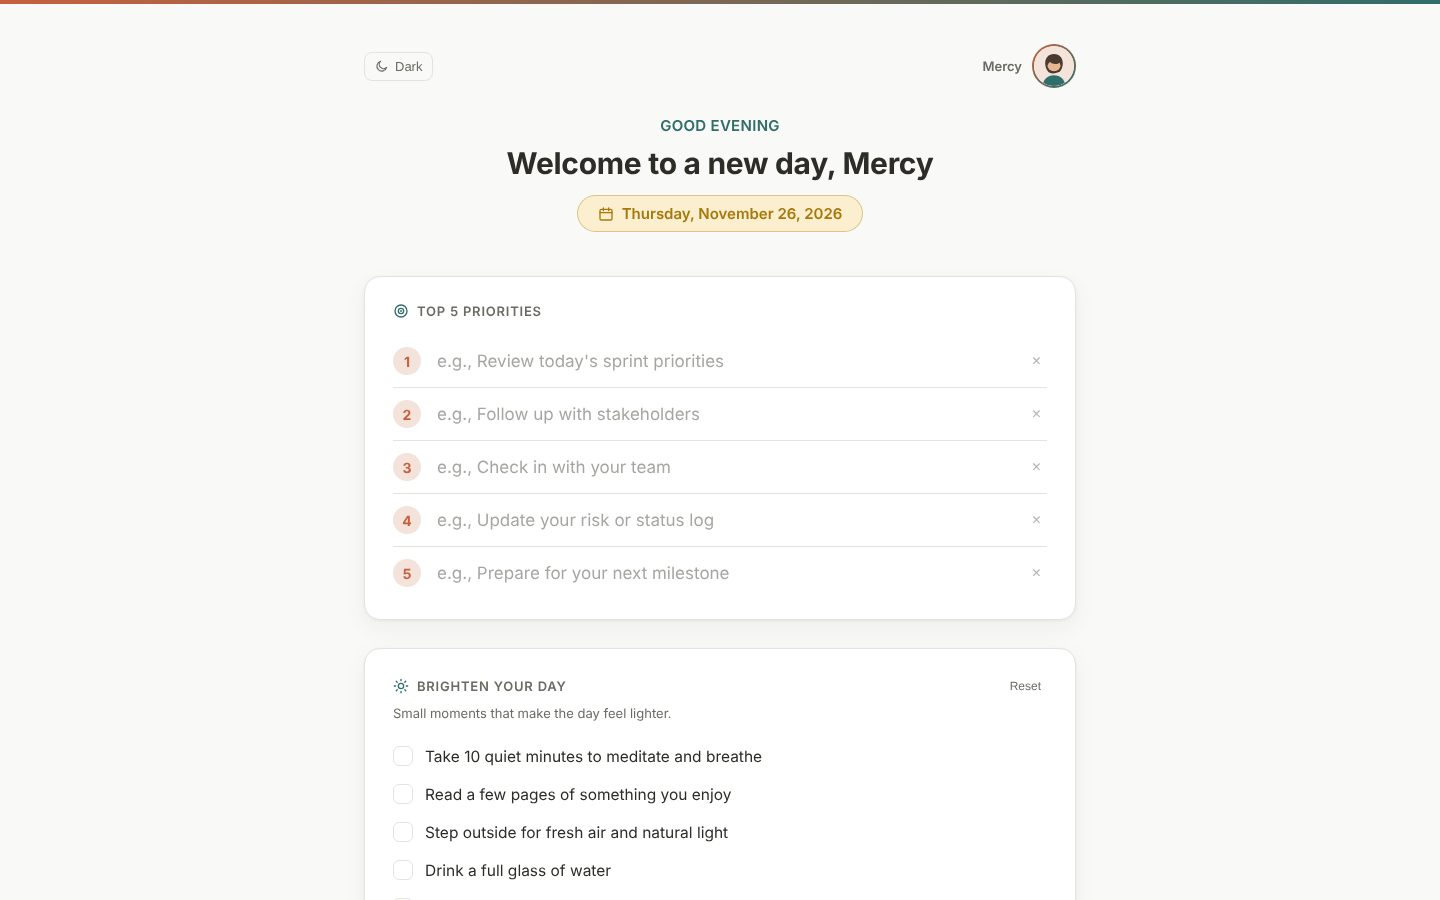 Dark
Mercy
GOOD EVENING
Welcome to a new day, Mercy
Thursday, November 26, 2026
TOP 5 PRIORITIES
1 e.g., Review today's sprint priorities ×
2 e.g., Follow up with stakeholders ×
3 e.g., Check in with your team ×
4 e.g., Update your risk or status log ×
5 e.g., Prepare for your next milestone ×
BRIGHTEN YOUR DAY Reset
Small moments that make the day feel lighter.
Take 10 quiet minutes to meditate and breathe
Read a few pages of something you enjoy
Step outside for fresh air and natural light
Drink a full glass of water